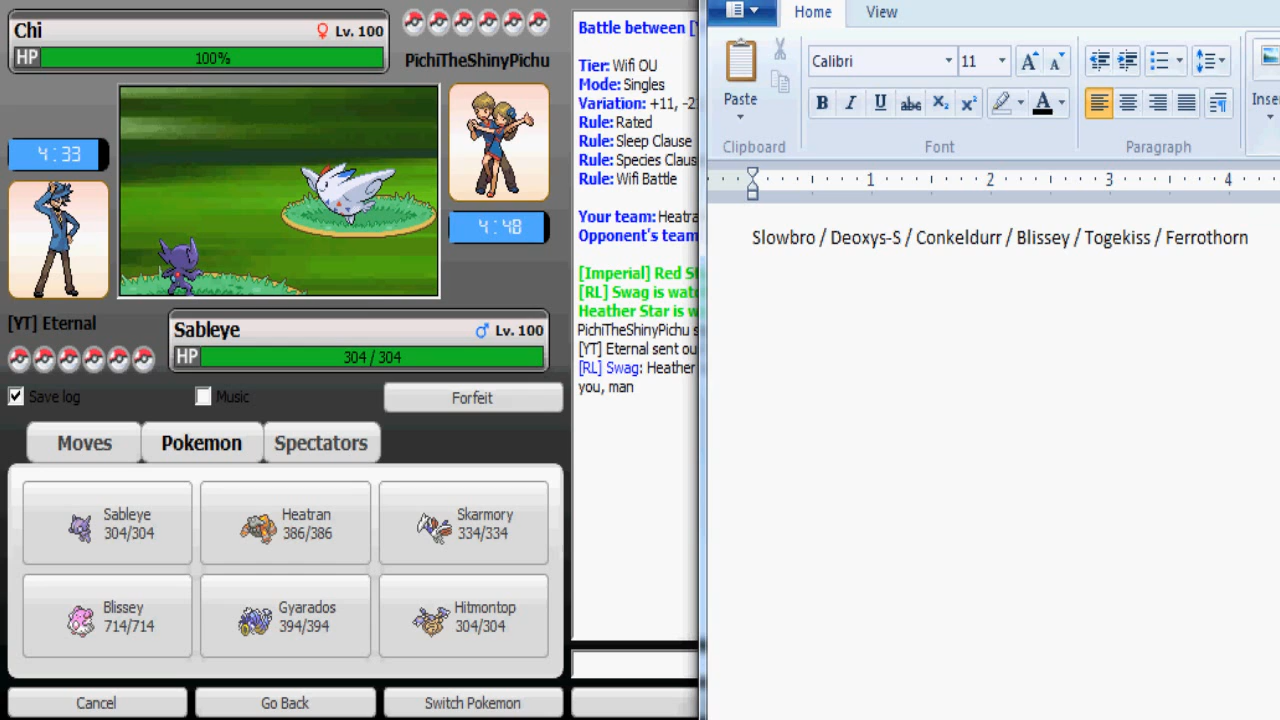 Chi ♀ Lv. 100
HP 100%
PichiTheShinyPichu
4:33
4:48
[YT] Eternal
Sableye ♂ Lv. 100
HP 304 / 304
Save log
Music
Forfeit
Moves
Pokemon
Spectators
Sableye
304/304
Heatran
386/386
Skarmory
334/334
Blissey
714/714
Gyarados
394/394
Hitmontop
304/304
Cancel
Go Back
Switch Pokemon
Battle between [Y
Tier: Wifi OU
Mode: Singles
Variation: +11, -2
Rule: Rated
Rule: Sleep Clause
Rule: Species Claus
Rule: Wifi Battle
Your team: Heatra
Opponent's team
[Imperial] Red S
[RL] Swag is wat
Heather Star is w
PichiTheShinyPichu s
[YT] Eternal sent ou
[RL] Swag: Heather
you, man
Home
View
Paste
Clipboard
Calibri
11
Font
Paragraph
Inser
1 2 3 4
Slowbro / Deoxys-S / Conkeldurr / Blissey / Togekiss / Ferrothorn